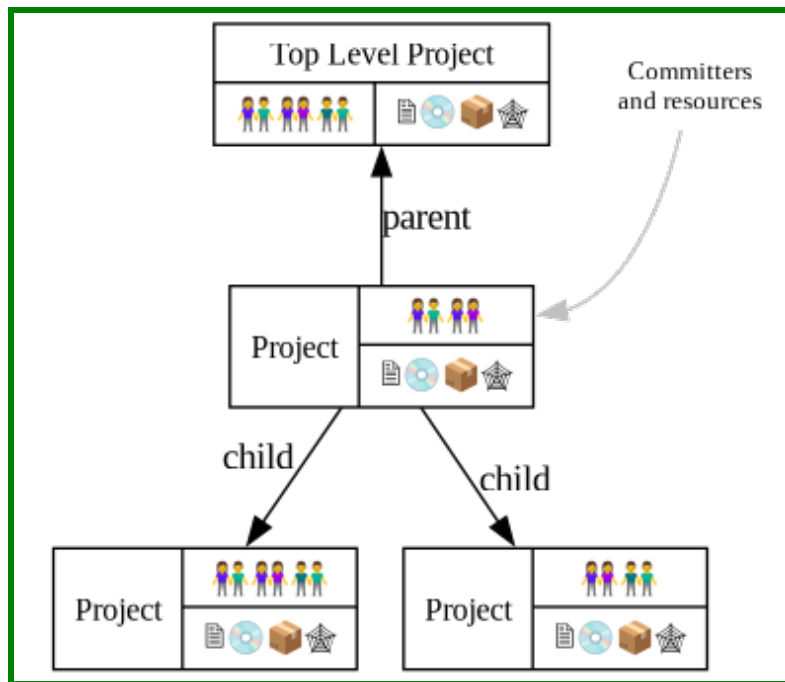 Top Level Project
Committers
and resources
parent
Project
child
child
Project
Project